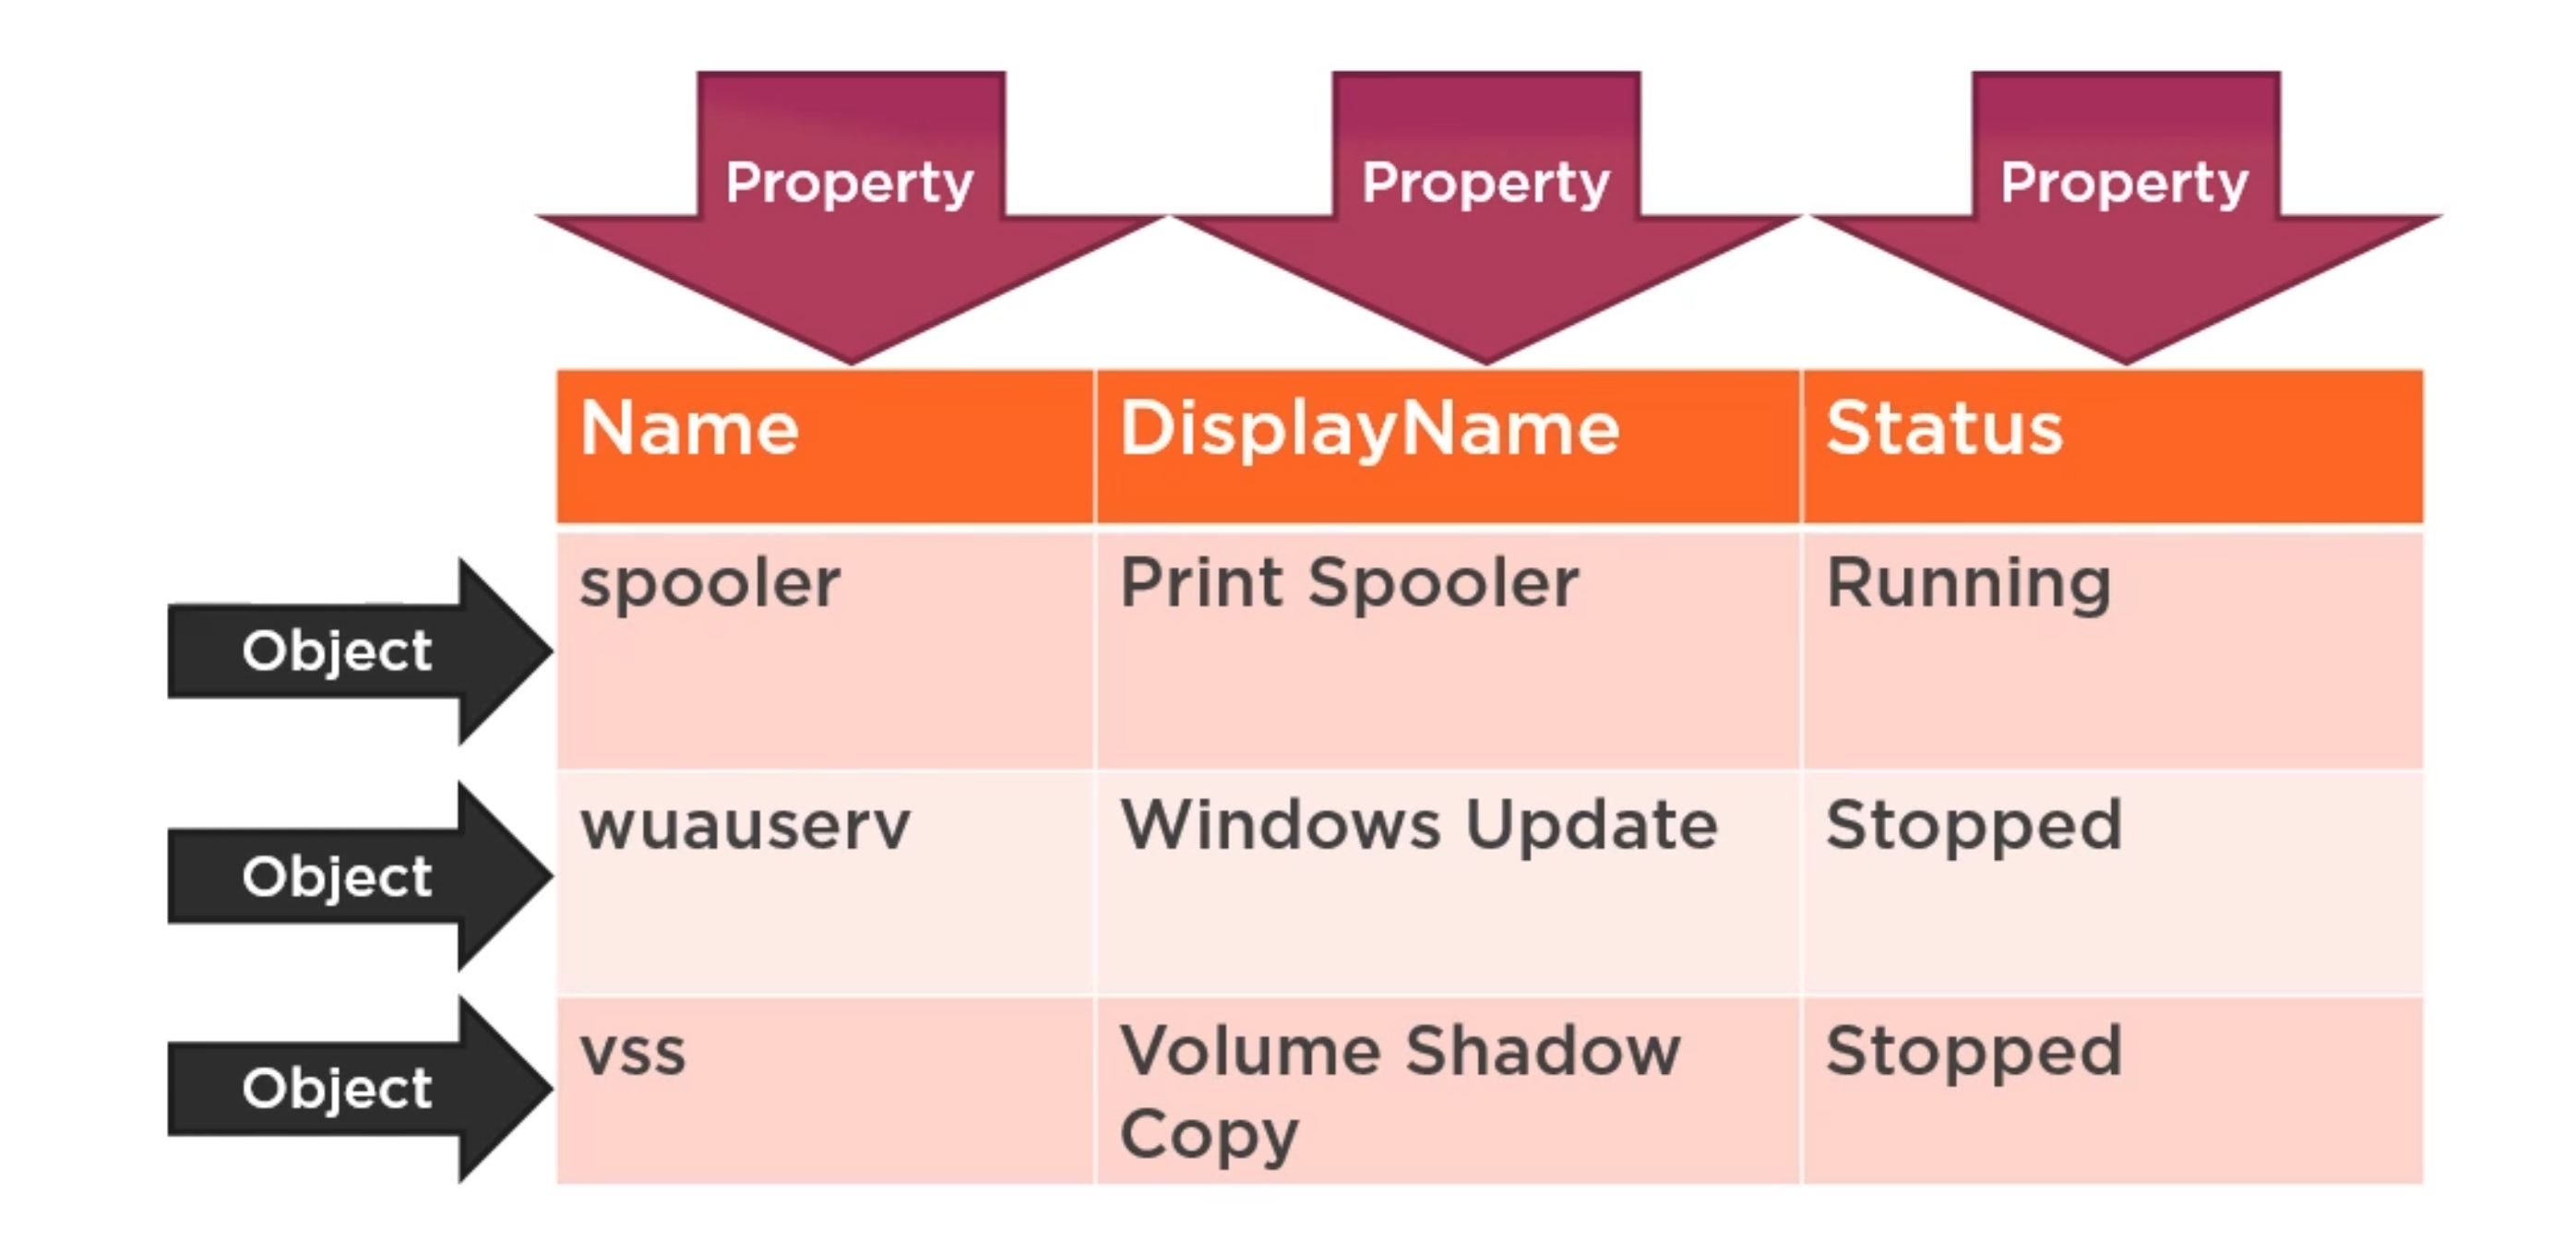 Property Property Property
Name DisplayName Status
spooler Print Spooler Running
Object
wuauserv Windows Update Stopped
Object
vss Volume Shadow Stopped
Object
Copy